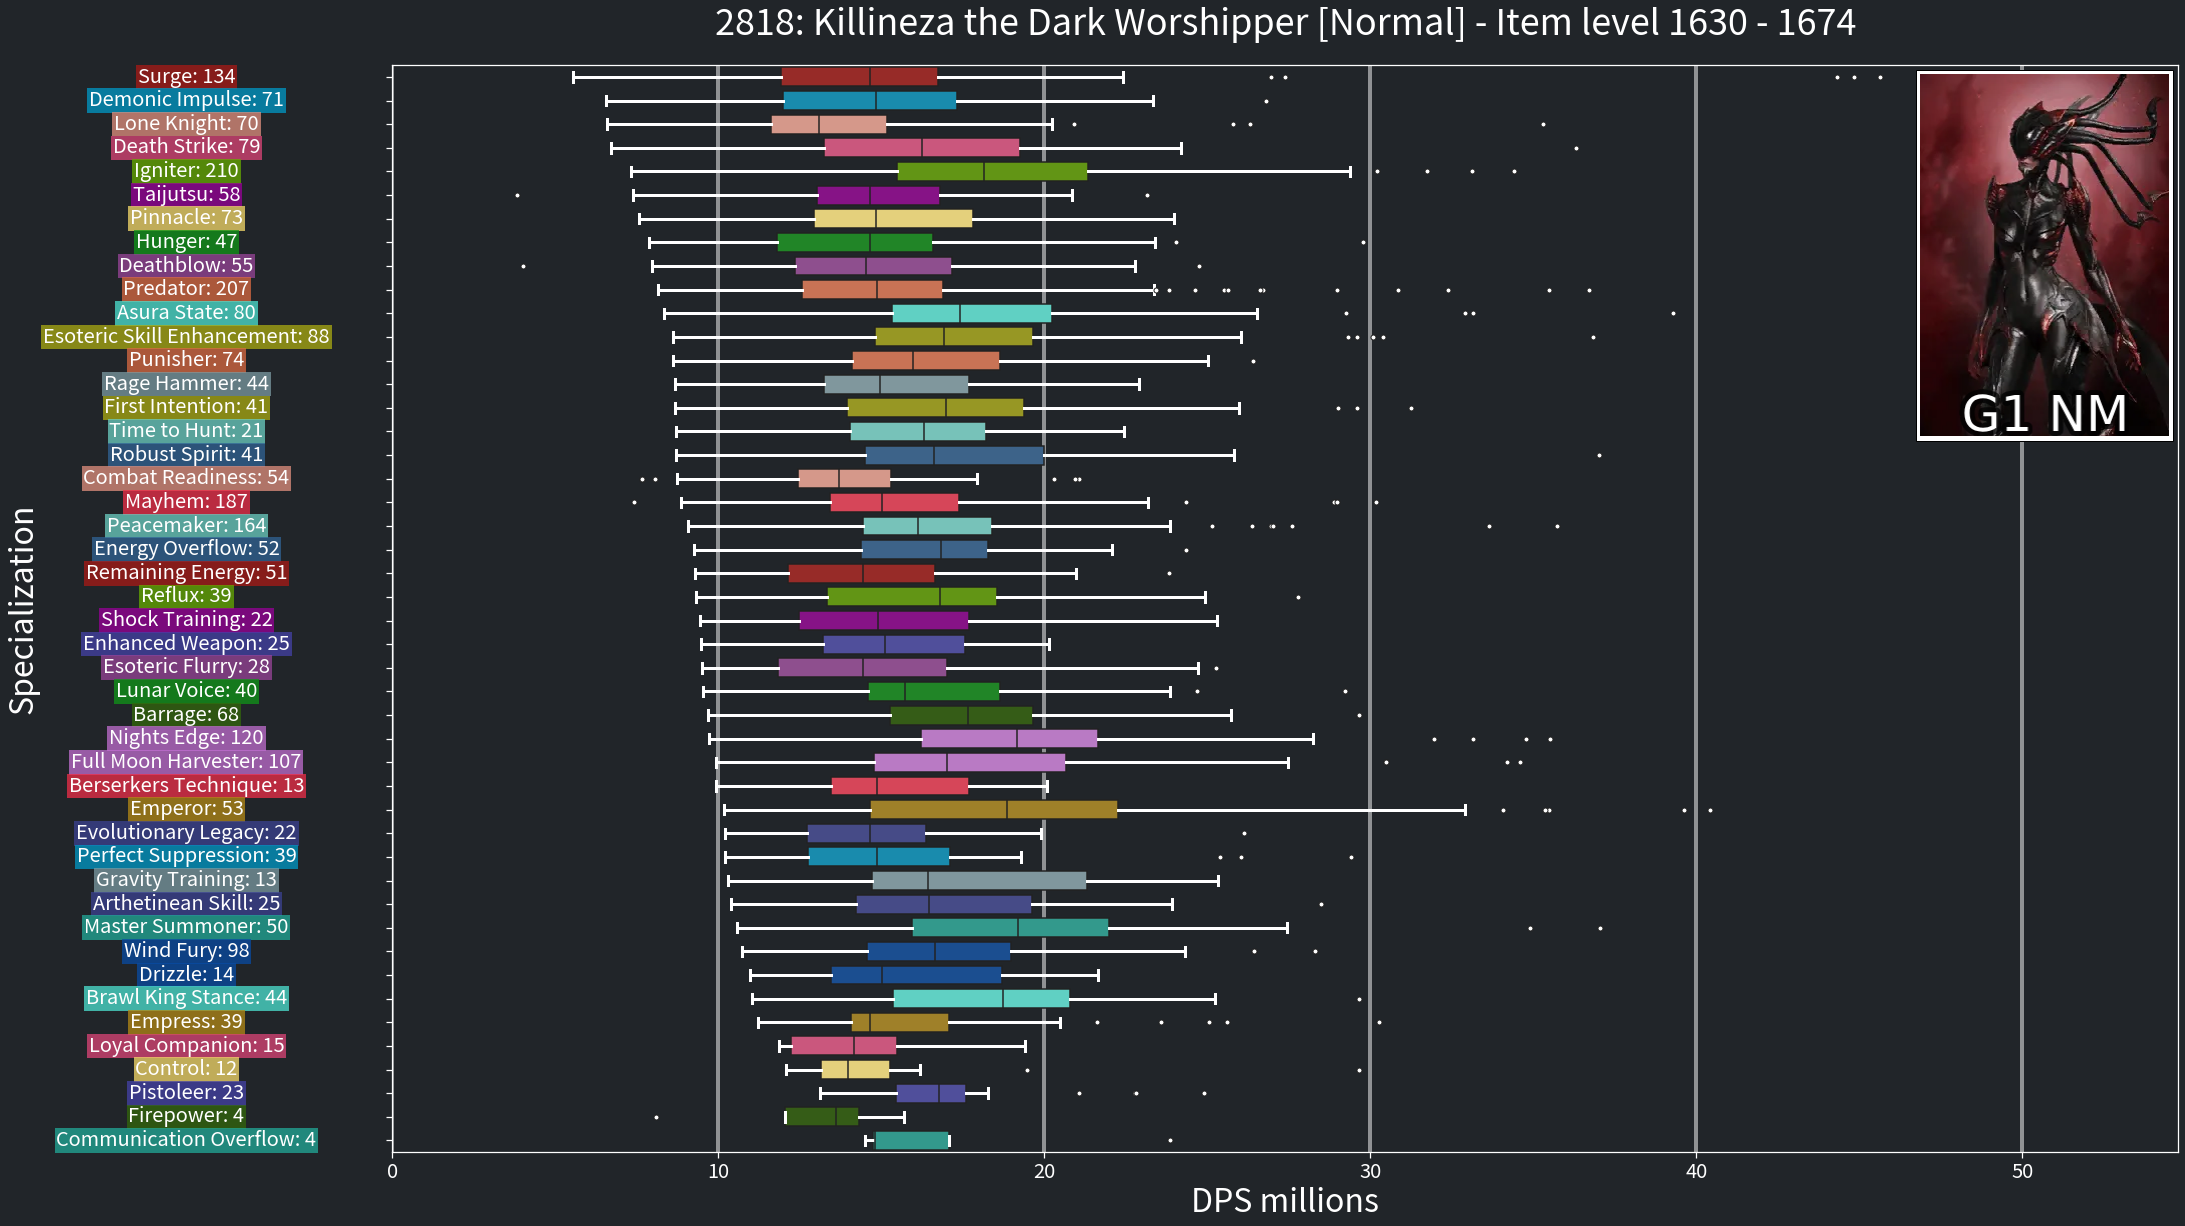 2818: Killineza the Dark Worshipper [Normal] - Item level 1630 - 1674
Surge: 134
Demonic Impulse: 71
Lone Knight: 70
Death Strike: 79
Igniter: 210
Taijutsu: 58
Pinnacle: 73
Hunger: 47
Deathblow: 55
Predator: 207
Asura State: 80
Esoteric Skill Enhancement: 88
Punisher: 74
Rage Hammer: 44
First Intention: 41
Time to Hunt: 21
Robust Spirit: 41
Combat Readiness: 54
Mayhem: 187
Peacemaker: 164
Energy Overflow: 52
Remaining Energy: 51
Reflux: 39
Shock Training: 22
Enhanced Weapon: 25
Esoteric Flurry: 28
Lunar Voice: 40
Barrage: 68
Nights Edge: 120
Full Moon Harvester: 107
Berserkers Technique: 13
Emperor: 53
Evolutionary Legacy: 22
Perfect Suppression: 39
Gravity Training: 13
Arthetinean Skill: 25
Master Summoner: 50
Wind Fury: 98
Drizzle: 14
Brawl King Stance: 44
Empress: 39
Loyal Companion: 15
Control: 12
Pistoleer: 23
Firepower: 4
Communication Overflow: 4
Specialization
G1 NM
0 10 20 30 40 50
DPS millions